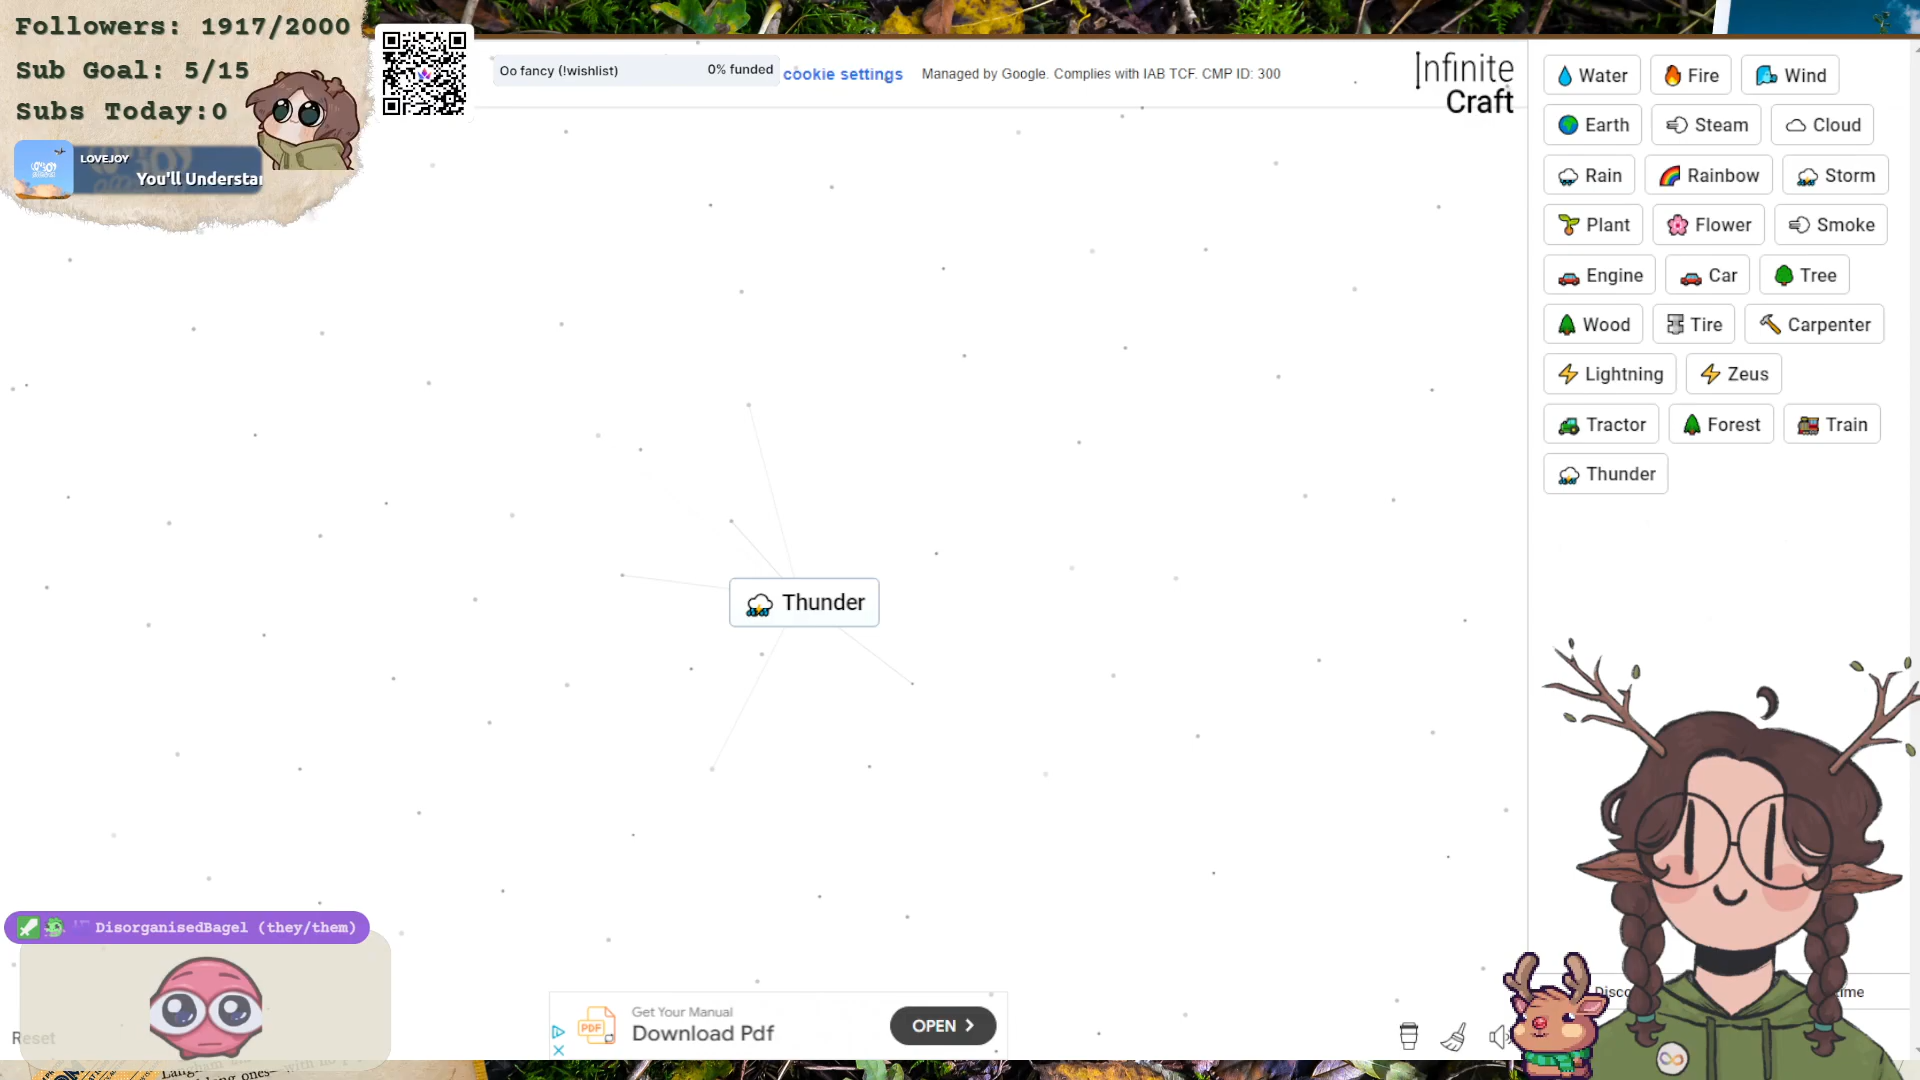 Followers: 1917/2000
Sub Goal: 5/15
Subs Today:0
LOVEJOY
You'll Understa
Oo fancy (!wishlist) 0% funded
cookie settings
Managed by Google. Complies with IAB TCF. CMP ID: 300
Infinite
Craft
Water
Fire
Wind
Earth
Steam
Cloud
Rain
Rainbow
Storm
Plant
Flower
Smoke
Engine
Car
Tree
Wood
Tire
Carpenter
Lightning
Zeus
Tractor
Forest
Train
Thunder
Thunder
DisorganisedBagel (they/them)
Reset
PDF
Get Your Manual
Download Pdf
OPEN
Disco
ime